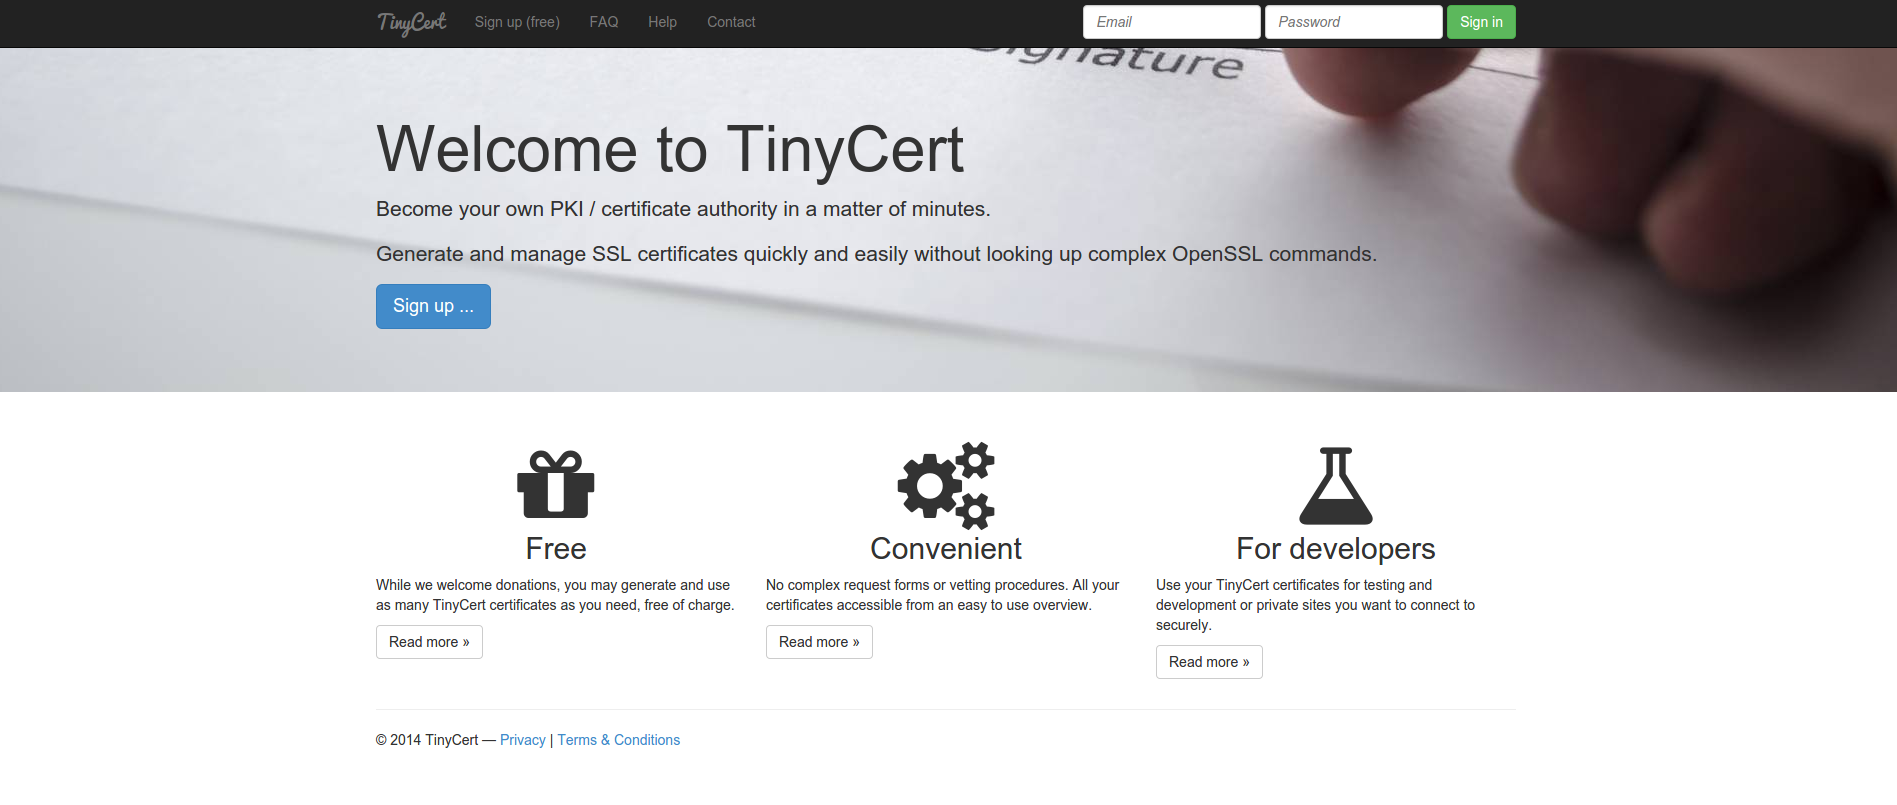 TinyCert
Sign up (free)
FAQ
Help
Contact
Email
Password
Sign in
Signature
Welcome to TinyCert
Become your own PKI / certificate authority in a matter of minutes.
Generate and manage SSL certificates quickly and easily without looking up complex OpenSSL commands.
Sign up ...
Free
While we welcome donations, you may generate and use
as many TinyCert certificates as you need, free of charge.
Read more »
Convenient
No complex request forms or vetting procedures. All your
certificates accessible from an easy to use overview.
Read more »
For developers
Use your TinyCert certificates for testing and
development or private sites you want to connect to
securely.
Read more »
© 2014 TinyCert — Privacy | Terms & Conditions